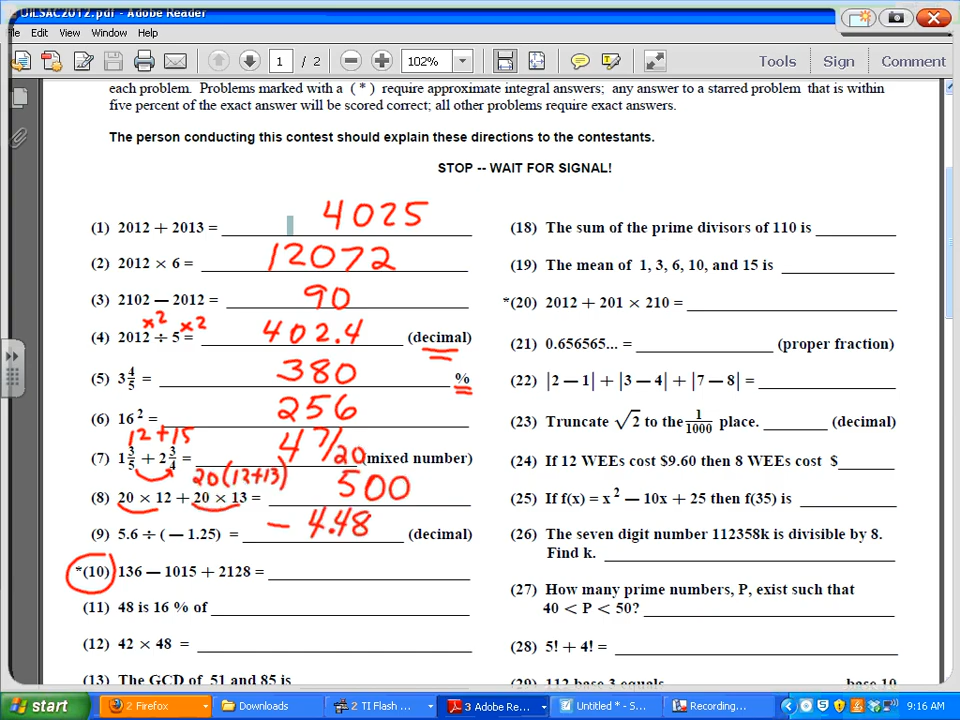 UILSAC2012.pdf - Adobe Reader
File Edit View Window Help
1 / 2 102% Tools Sign Comment
each problem. Problems marked with a ( * ) require approximate integral answers; any answer to a starred problem that is within
five percent of the exact answer will be scored correct; all other problems require exact answers.
The person conducting this contest should explain these directions to the contestants.
STOP -- WAIT FOR SIGNAL!
(1) 2012 + 2013 = 4025
(2) 2012 × 6 = 12072
(3) 2102 — 2012 = 90
x2 x2
(4) 2012 ÷ 5 = 402.4 (decimal)
(5) 3 4/5 = 380 %
(6) 16 ² = 256
12 + 15
(7) 1 3/5 + 2 3/4 = 4 7/20 (mixed number)
20(12+13)
(8) 20 × 12 + 20 × 13 = 500
(9) 5.6 ÷ ( — 1.25) = - 4.48 (decimal)
*(10) 136 — 1015 + 2128 =
(11) 48 is 16 % of
(12) 42 × 48 =
(13) The GCD of 51 and 85 is
(18) The sum of the prime divisors of 110 is
(19) The mean of 1, 3, 6, 10, and 15 is
*(20) 2012 + 201 × 210 =
(21) 0.656565... = (proper fraction)
(22) |2 — 1| + |3 — 4| + |7 — 8| =
(23) Truncate √2 to the 1/1000 place. (decimal)
(24) If 12 WEEs cost $9.60 then 8 WEEs cost $
(25) If f(x) = x ² — 10x + 25 then f(35) is
(26) The seven digit number 112358k is divisible by 8.
Find k.
(27) How many prime numbers, P, exist such that
40 < P < 50?
(28) 5! + 4! =
(29) 112 base 3 equals base 10
start 2 Firefox Downloads 2 TI Flash ... 3 Adobe Re... Untitled * - S... Recording... 9:16 AM